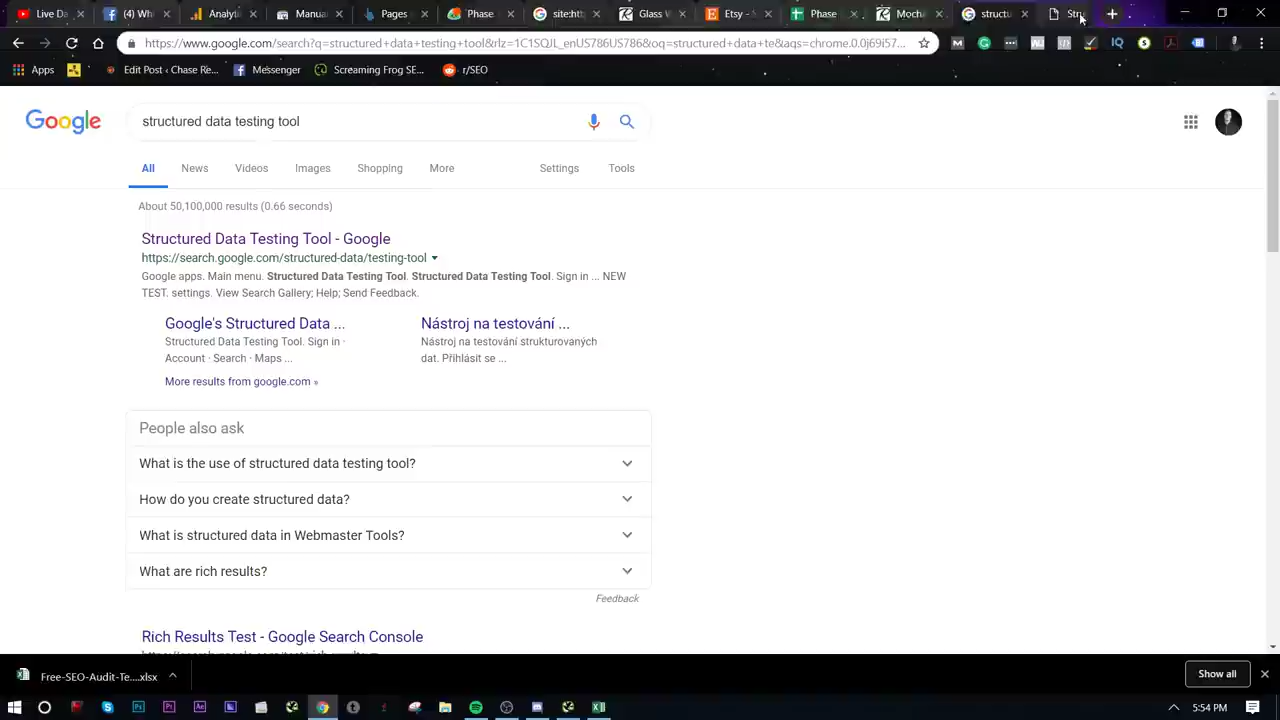 Live Da
Analytics
Phase
sitent
Glass W
Etsy -
Phase
Moch
structu
Stru
https://www.google.com/search?q=structured+data+testing+tool&rlz=1C1SQJL_enUS786US786&oq=structured+data+te&aqs=chrome.0.0j69i57...
Apps
Edit Post ‹ Chase Re...
Messenger
Screaming Frog SE...
r/SEO
Google
structured data testing tool
All News Videos Images Shopping More Settings Tools
About 50,100,000 results (0.66 seconds)
Structured Data Testing Tool - Google
https://search.google.com/structured-data/testing-tool
Google apps. Main menu. Structured Data Testing Tool. Structured Data Testing Tool. Sign in ... NEW
TEST. settings. View Search Gallery; Help; Send Feedback.
Google's Structured Data ...
Structured Data Testing Tool. Sign in ·
Account · Search · Maps ...
Nástroj na testování ...
Nástroj na testování strukturovaných
dat. Přihlásit se ...
More results from google.com »
People also ask
What is the use of structured data testing tool?
How do you create structured data?
What is structured data in Webmaster Tools?
What are rich results?
Feedback
Rich Results Test - Google Search Console
Free-SEO-Audit-Te....xlsx
Show all
5:54 PM